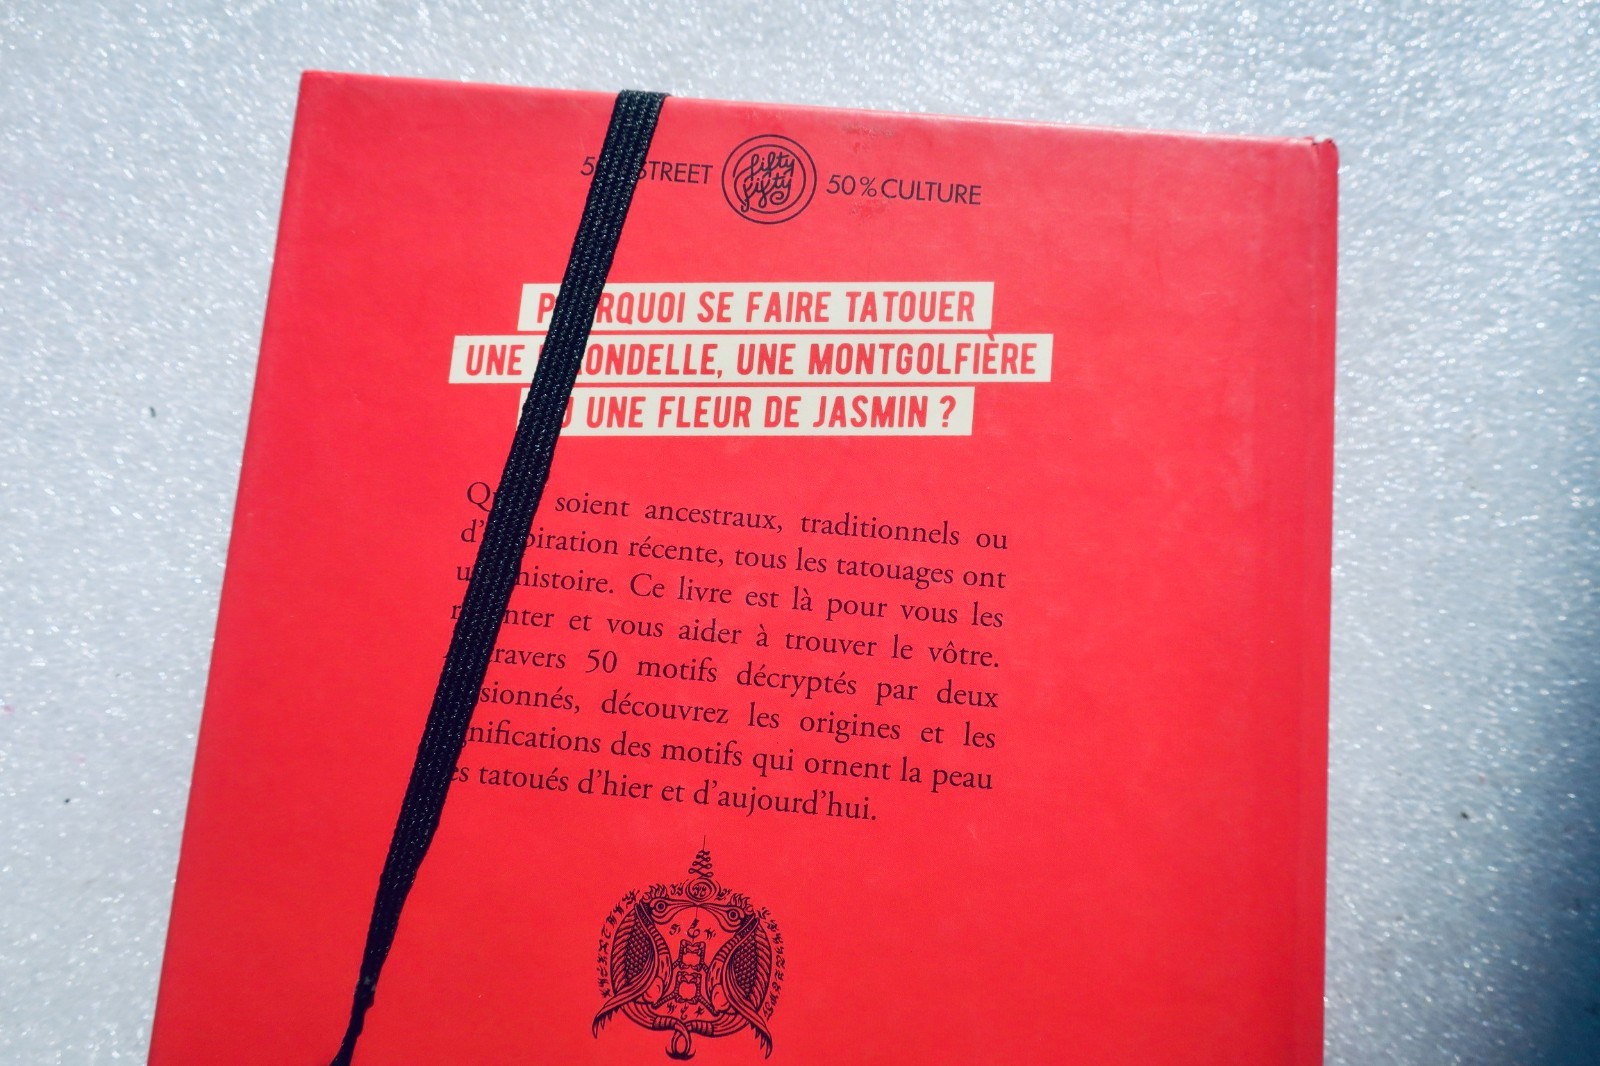 STREET fifty fifty 50% CULTURE
SE FAIRE TATOUER
UNE UNE MONTGOLFIÈRE
UNE FLEUR DE JASMIN ?
soient ancestraux, traditionnels ou
récente, tous les tatouages ont
histoire. Ce livre est là pour vous les
et vous aider à trouver le vôtre.
50 motifs décryptés par deux
découvrez les origines et les
des motifs qui ornent la peau
tatoués d'hier et d'aujourd'hui.